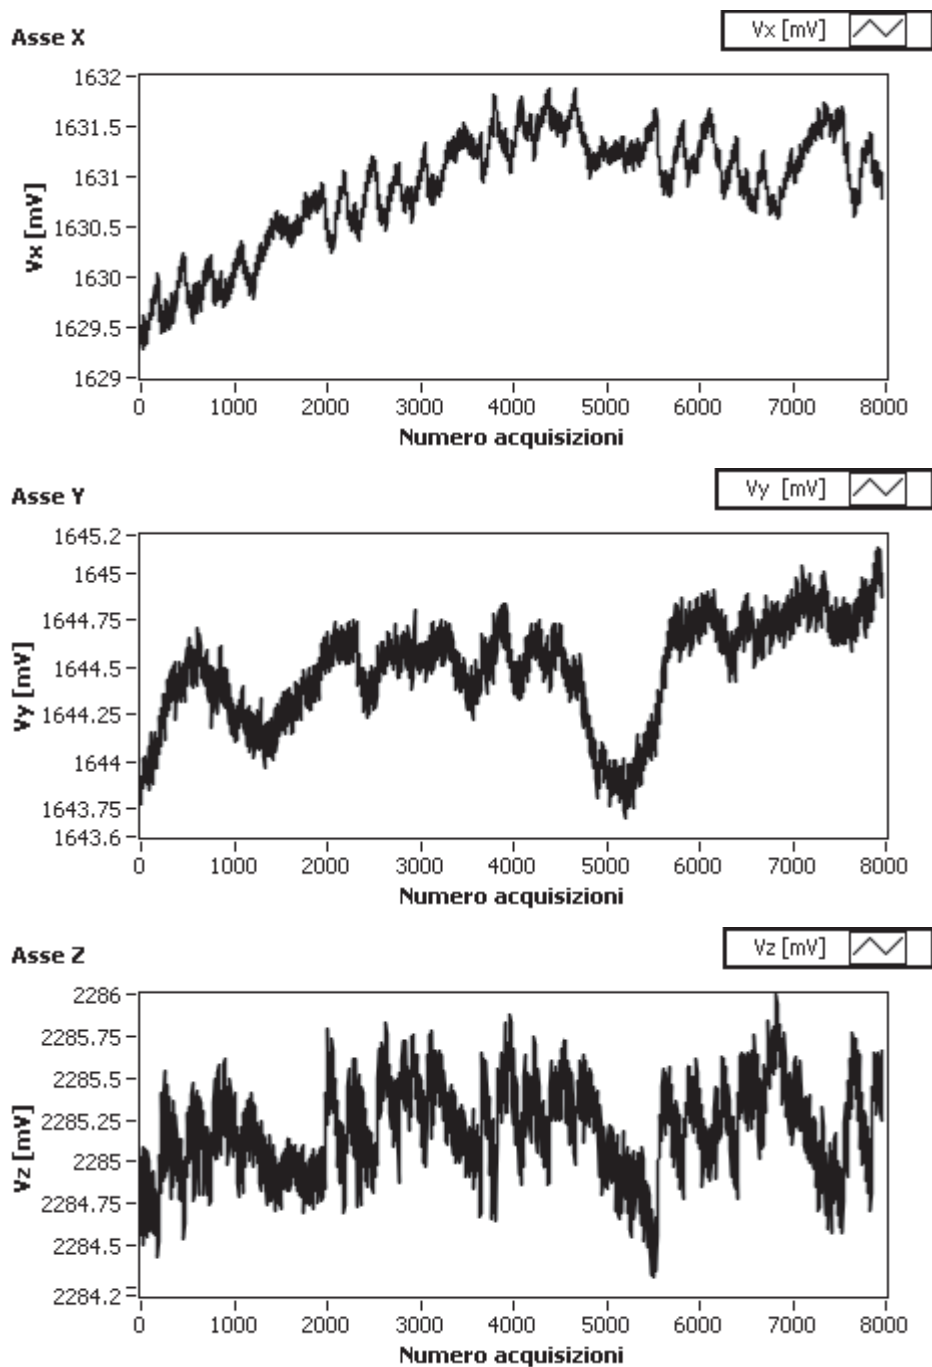 Asse X
Vx [mV]
1632
1631.5
1631
1630.5
1630
1629.5
1629
Vx [mV]
0 1000 2000 3000 4000 5000 6000 7000 8000
Numero acquisizioni
Asse Y
Vy [mV]
1645.2
1645
1644.75
1644.5
1644.25
1644
1643.75
1643.6
Vy [mV]
0 1000 2000 3000 4000 5000 6000 7000 8000
Numero acquisizioni
Asse Z
Vz [mV]
2286
2285.75
2285.5
2285.25
2285
2284.75
2284.5
2284.2
Vz [mV]
0 1000 2000 3000 4000 5000 6000 7000 8000
Numero acquisizioni